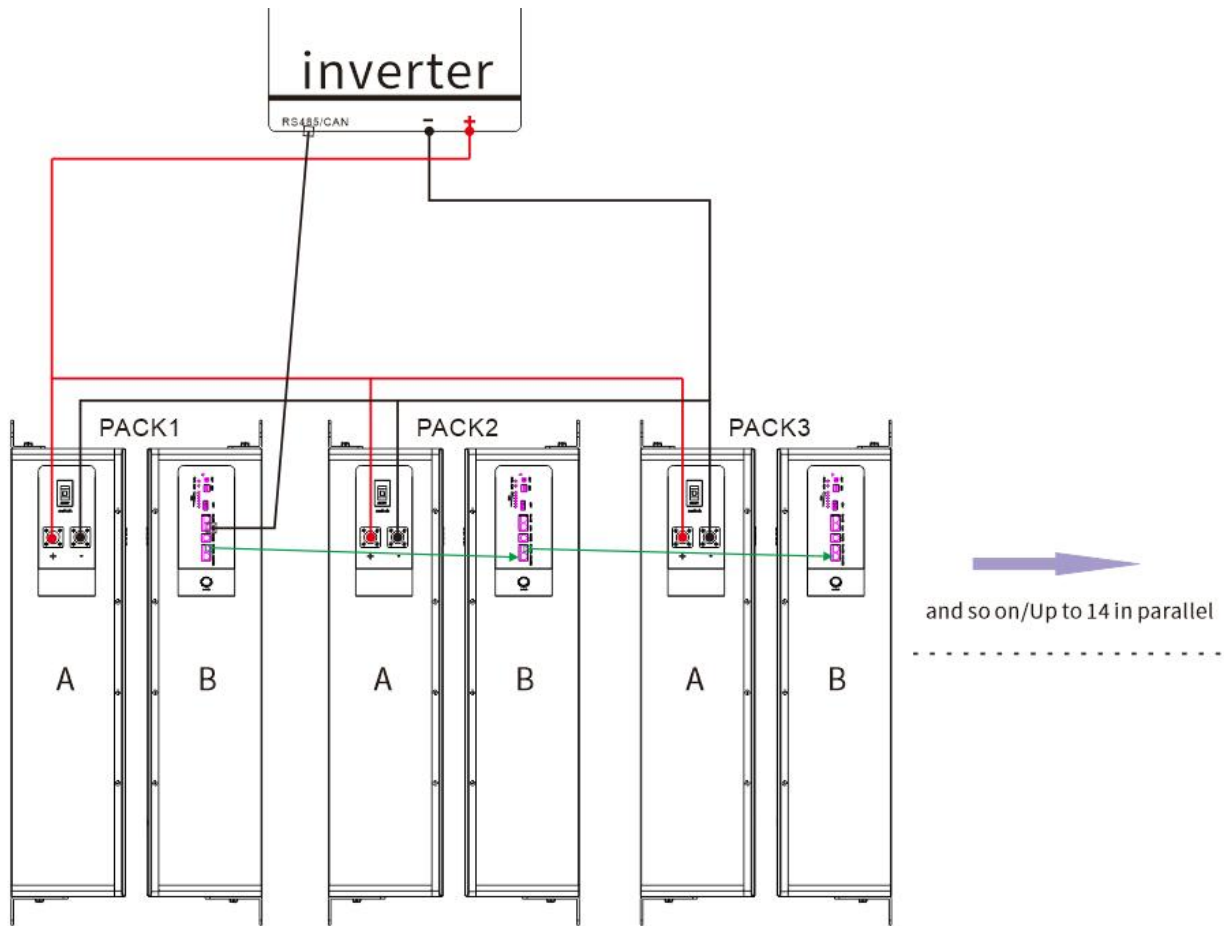 inverter
RS485/CAN
- +
PACK1
PACK2
PACK3
+ -
+ -
+ -
and so on/Up to 14 in parallel
A
B
A
B
A
B